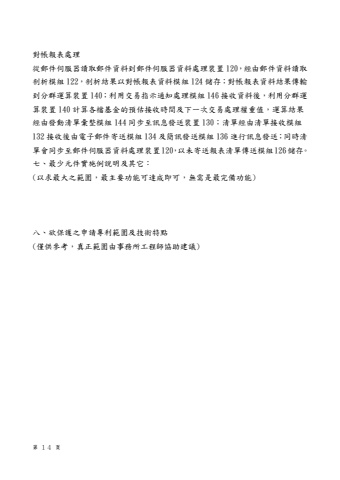 對帳報表處理
從郵件伺服器讀取郵件資料到郵件伺服器資料處理裝置 120，經由郵件資料讀取
剖析模組 122，剖析結果以對帳報表資料模組 124 儲存；對帳報表資料結果傳輸
到分群運算裝置 140；利用交易指示通知處理模組 146 接收資料後，利用分群運
算裝置 140 計算各檔基金的預估接收時間及下一次交易處理權重值，運算結果
經由發動清單彙整模組 144 同步至訊息發送裝置 130；清單經由清單接收模組
132 接收後由電子郵件寄送模組 134 及簡訊發送模組 136 進行訊息發送；同時清
單會同步至郵件伺服器資料處理裝置120，以未寄送報表清單傳送模組 126 儲存。
七、最少元件實施例說明及其它：
(以求最大之範圍，最主要功能可達成即可，無需是最完備功能)
八、欲保護之申請專利範圍及技術特點
(僅供參考，真正範圍由事務所工程師協助建議)
第 14 頁